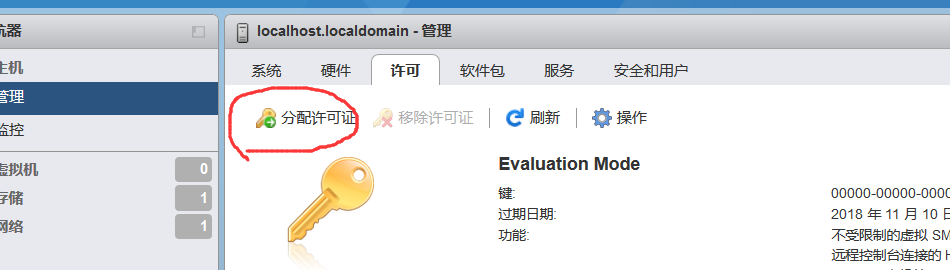 航器
localhost.localdomain - 管理
主机
管理
监控
虚拟机 0
存储 1
网络 1
系统 硬件 许可 软件包 服务 安全和用户
分配许可证 移除许可证 刷新 操作
Evaluation Mode
键: 00000-00000-0000
过期日期: 2018 年 11 月 10 日
功能: 不受限制的虚拟 SM
远程控制台连接的